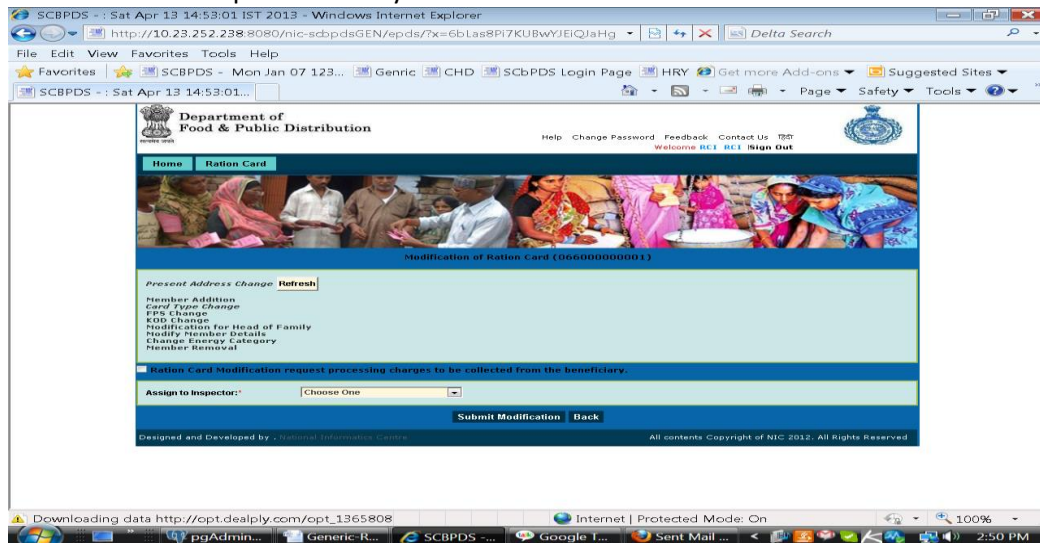 SCBPDS - : Sat Apr 13 14:53:01 IST 2013 - Windows Internet Explorer
http://10.23.252.238:8080/nic-scbpdsGEN/epds/?x=6bLas8Pi7KUBwYJEiQJaHg Delta Search
File Edit View Favorites Tools Help
Favorites SCBPDS - Mon Jan 07 123... Genric CHD SCbPDS Login Page HRY Get more Add-ons Suggested Sites
SCBPDS - : Sat Apr 13 14:53:01... Page Safety Tools
Department of
Food & Public Distribution
Help Change Password Feedback Contact Us हिंदी
Welcome RCI RCI |Sign Out
Home Ration Card
Modification of Ration Card (066000000001)
Present Address Change Refresh
Member Addition
Card Type Change
FPS Change
KOD Change
Modification for Head of Family
Modify Member Details
Change Energy Category
Member Removal
Ration Card Modification request processing charges to be collected from the beneficiary.
Assign to Inspector:* Choose One
Submit Modification Back
Designed and Developed by . National Informatics Centre All contents Copyright of NIC 2012. All Rights Reserved
Downloading data http://opt.dealply.com/opt_1365808 Internet | Protected Mode: On 100%
pgAdmin... Generic-R... SCBPDS -... Google T... Sent Mail ... 2:50 PM